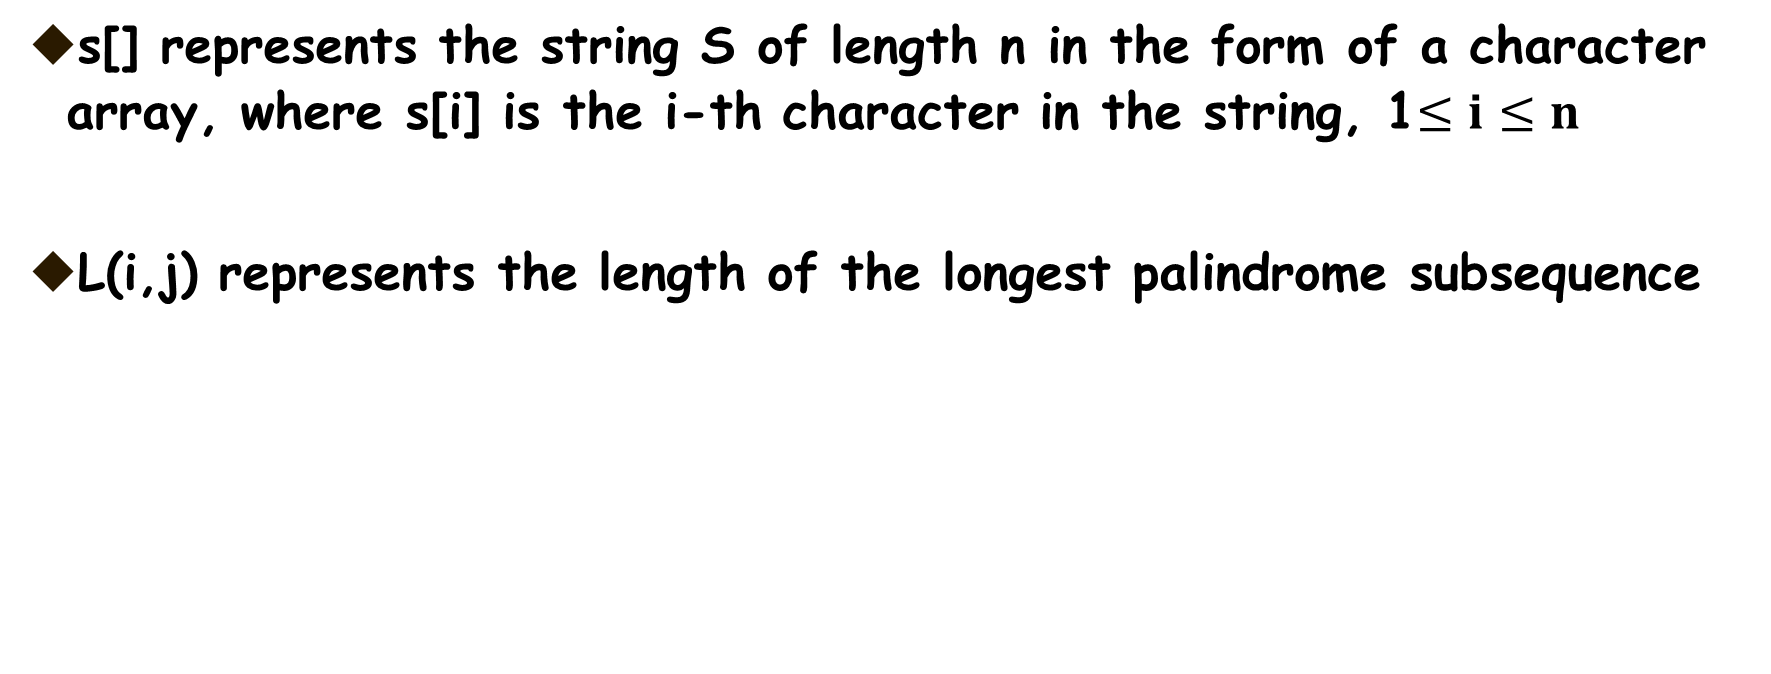 ◆s[] represents the string S of length n in the form of a character
array, where s[i] is the i-th character in the string, 1≤ i ≤ n
◆L(i,j) represents the length of the longest palindrome subsequence